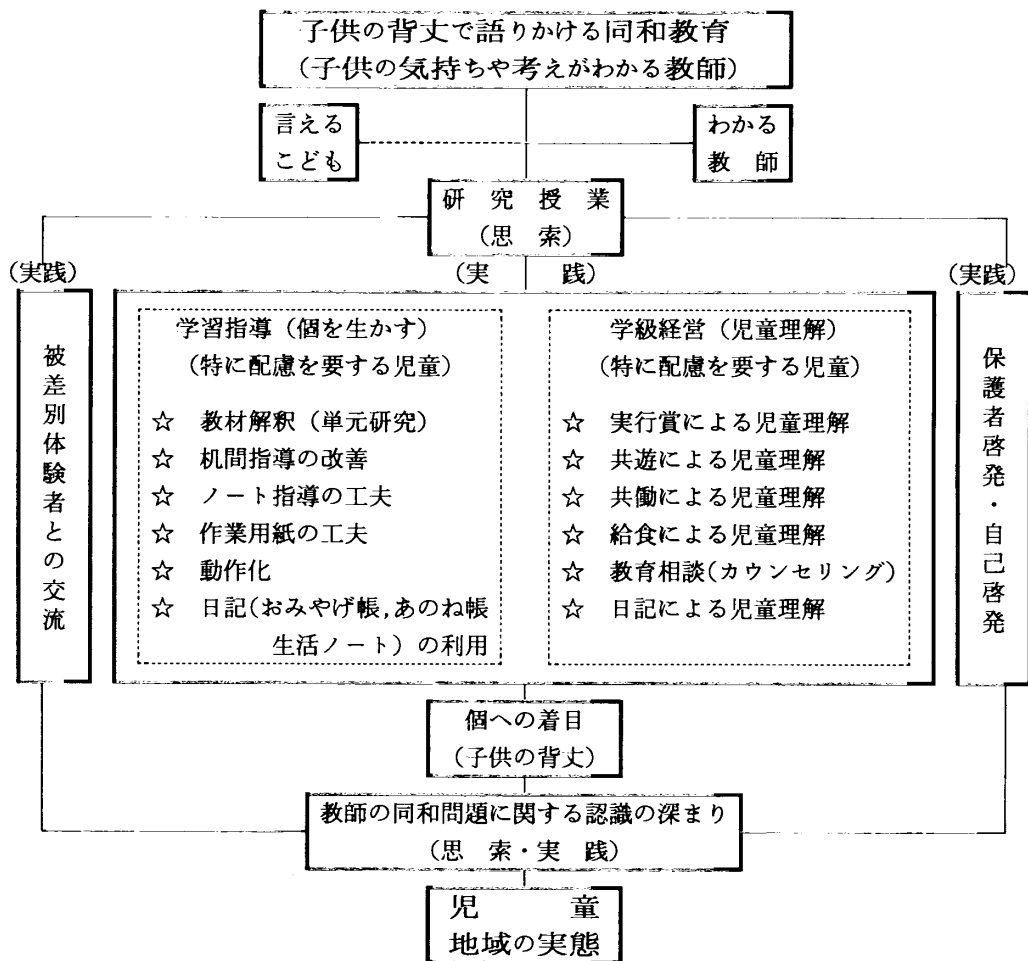 子供の背丈で語りかける同和教育
(子供の気持ちや考えがわかる教師)
言える
こども
わかる
教師
研究授業
(思索)
(実践)
(実践)
(実践)
被差別体験者との交流
学習指導(個を生かす)
(特に配慮を要する児童)
☆ 教材解釈(単元研究)
☆ 机間指導の改善
☆ ノート指導の工夫
☆ 作業用紙の工夫
☆ 動作化
☆ 日記(おみやげ帳,あのね帳
生活ノート)の利用
学級経営(児童理解)
(特に配慮を要する児童)
☆ 実行賞による児童理解
☆ 共遊による児童理解
☆ 共働による児童理解
☆ 給食による児童理解
☆ 教育相談(カウンセリング)
☆ 日記による児童理解
保護者啓発・自己啓発
個への着目
(子供の背丈)
教師の同和問題に関する認識の深まり
(思索・実践)
児童
地域の実態